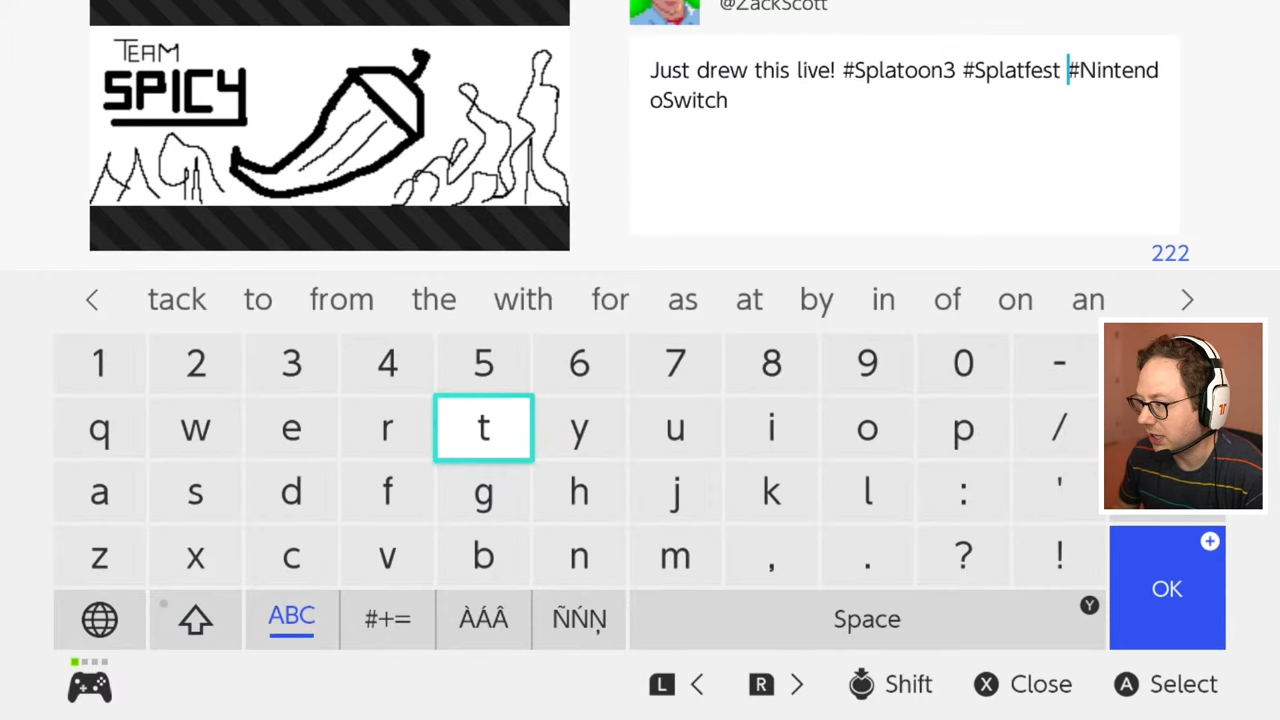 @ZackScott
TEAM
SPICY
Just drew this live! #Splatoon3 #Splatfest #Nintend
oSwitch
222
< tack to from the with for as at by in of on an >
1 2 3 4 5 6 7 8 9 0 -
q w e r t y u i o p /
a s d f g h j k l : '
z x c v b n m , . ? !
OK
ABC #+= ÀÁÂ ÑŃŅ Space Y
L < R > Shift X Close A Select